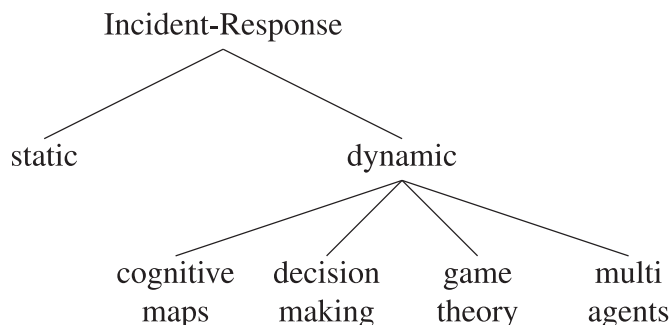 Incident-Response
static dynamic
cognitive decision game multi
maps making theory agents